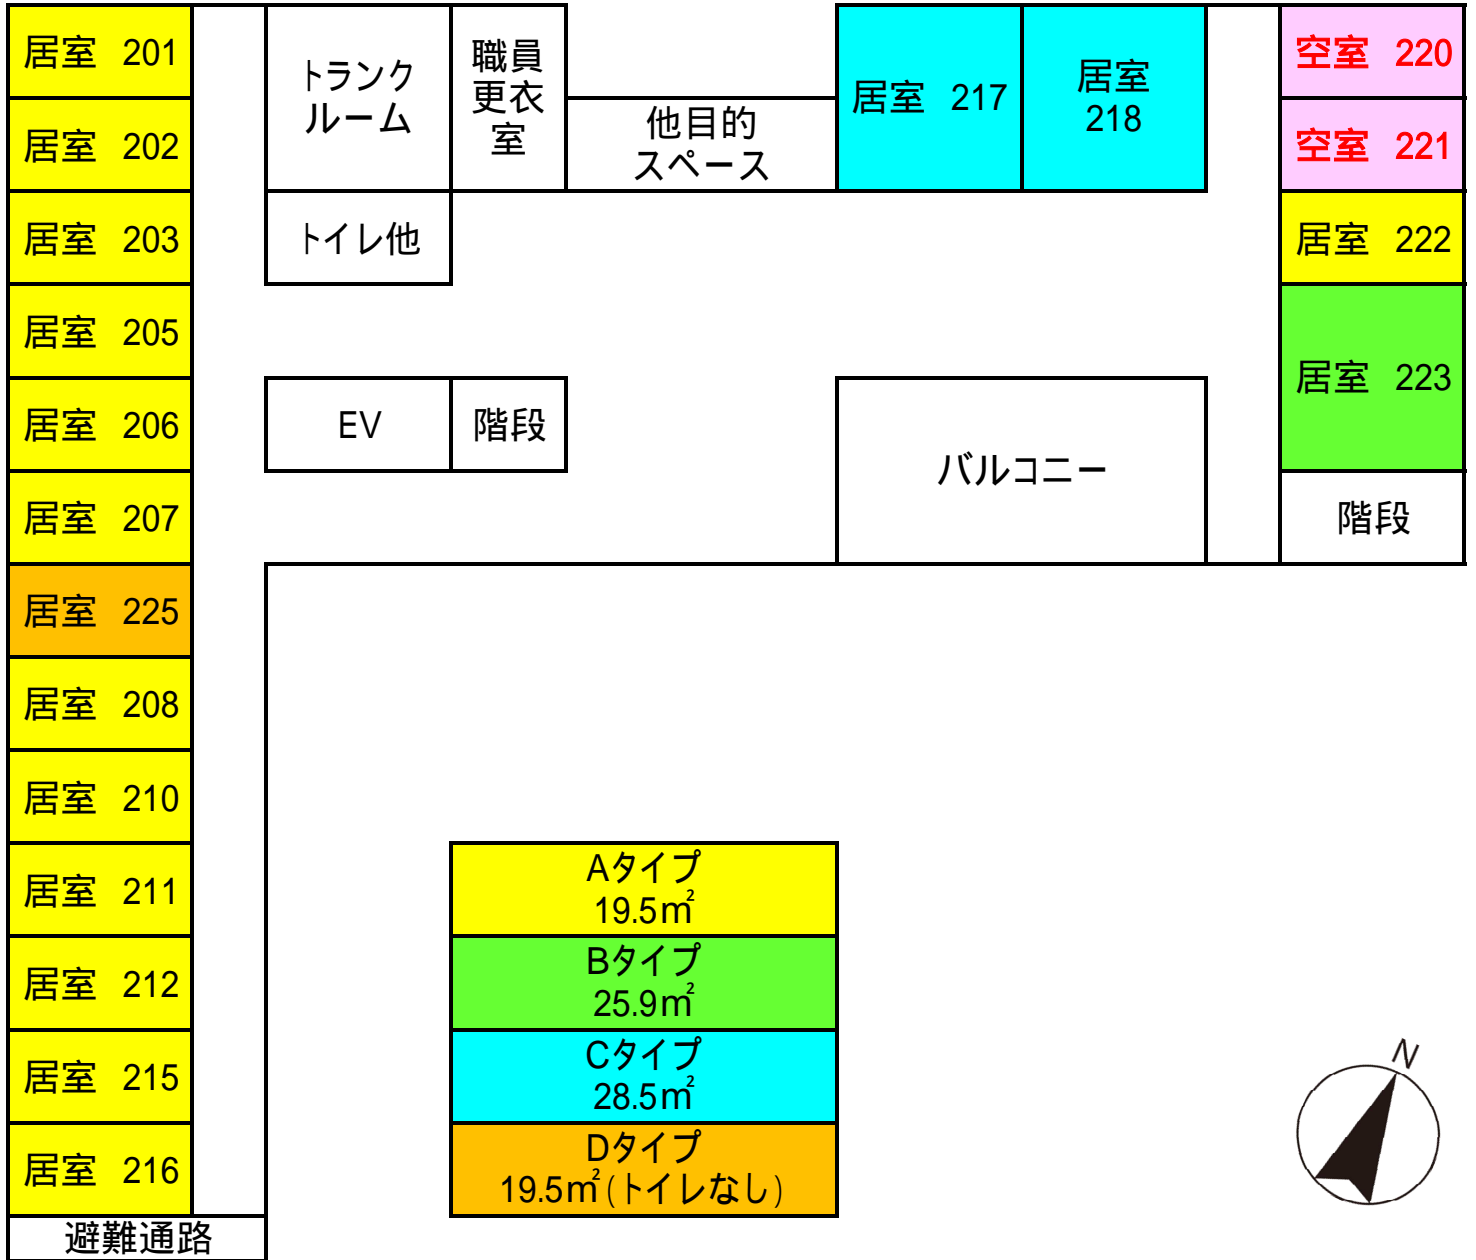 居室 201
居室 202
居室 203
居室 205
居室 206
居室 207
居室 225
居室 208
居室 210
居室 211
居室 212
居室 215
居室 216
避難通路
トランク
ルーム
職員
更衣
室
他目的
スペース
トイレ他
EV
階段
居室 217
居室
218
バルコニー
空室 220
空室 221
居室 222
居室 223
階段
Aタイプ
19.5㎡
Bタイプ
25.9㎡
Cタイプ
28.5㎡
Dタイプ
19.5㎡(トイレなし)
N